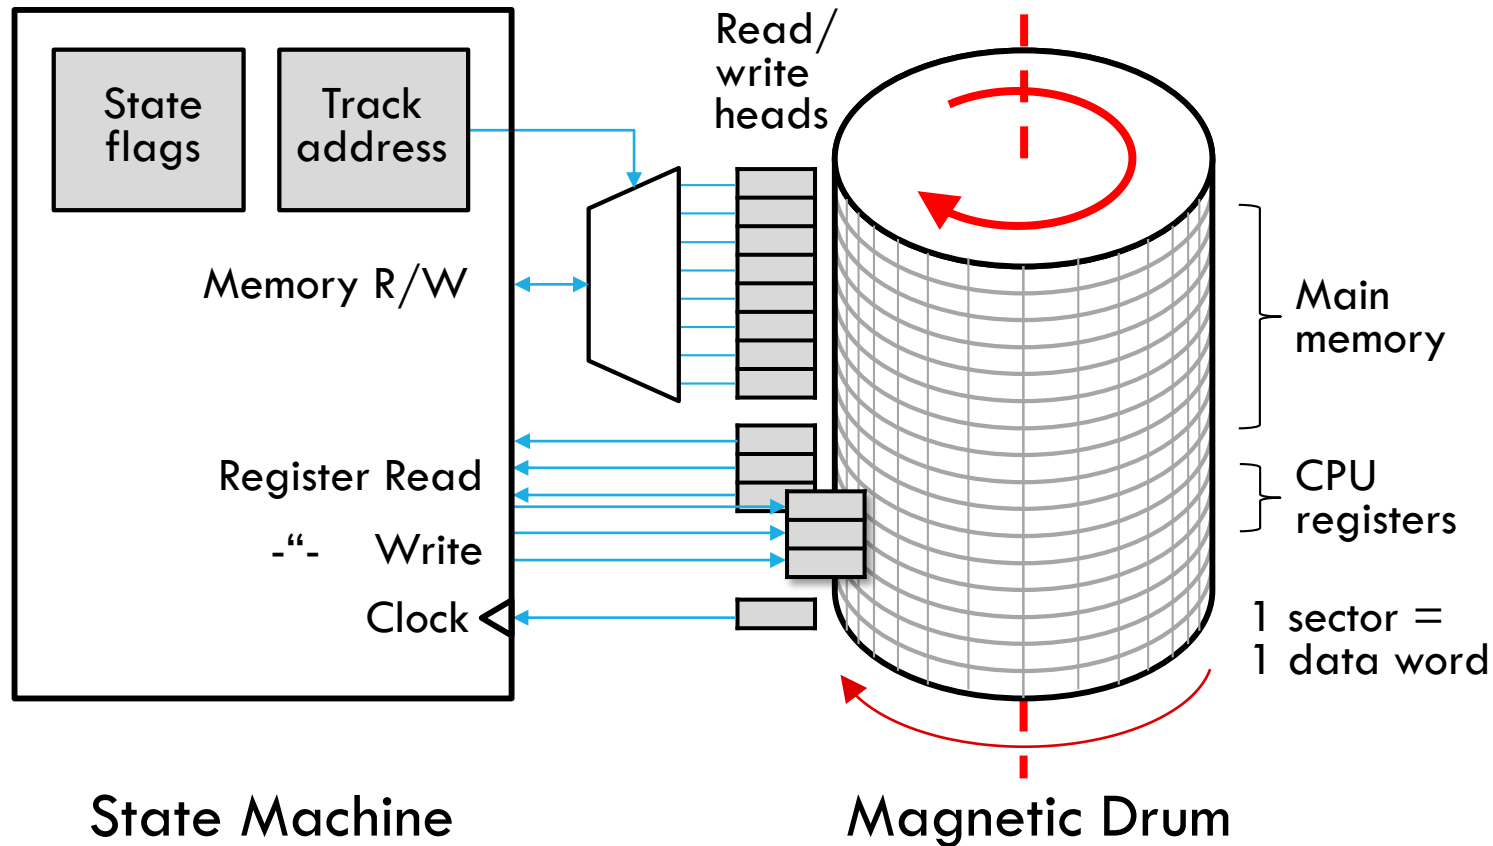 State
flags
Track
address
Read/
write
heads
Memory R/W
Main
memory
Register Read
-“- Write
CPU
registers
Clock
1 sector =
1 data word
State Machine
Magnetic Drum